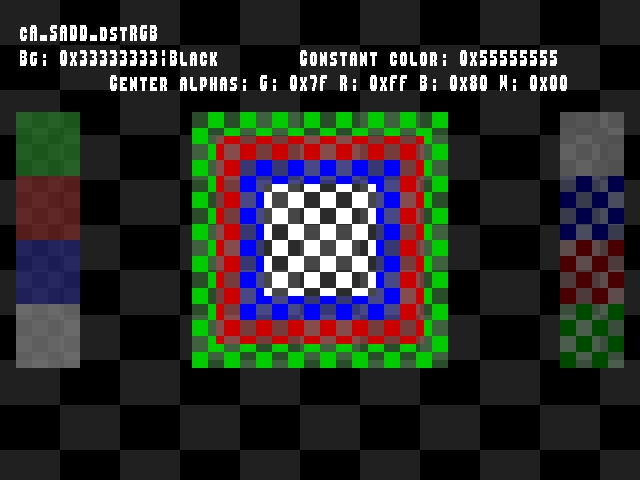 cA_SADD_dstRGB
Bg: 0x33333333;Black Constant color: 0x55555555
Center alphas: G: 0x7f R: 0xff B: 0x80 W: 0x00